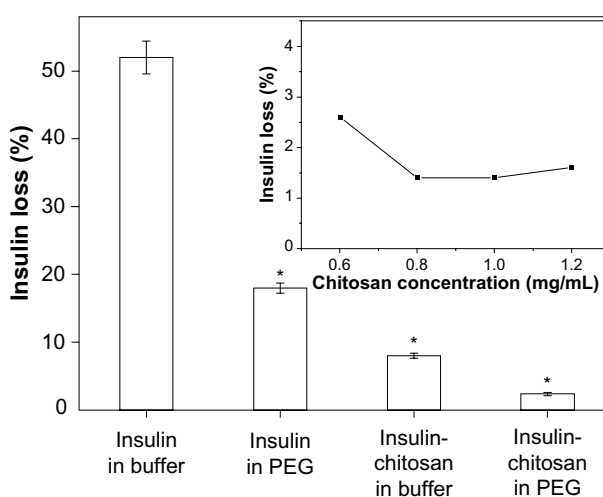 Insulin loss (%)
50
40
30
20
10
0
Insulin loss (%)
4
3
2
1
0
0.6 0.8 1.0 1.2
Chitosan concentration (mg/mL)
*
*
*
Insulin
in buffer
Insulin
in PEG
Insulin-
chitosan
in buffer
Insulin-
chitosan
in PEG